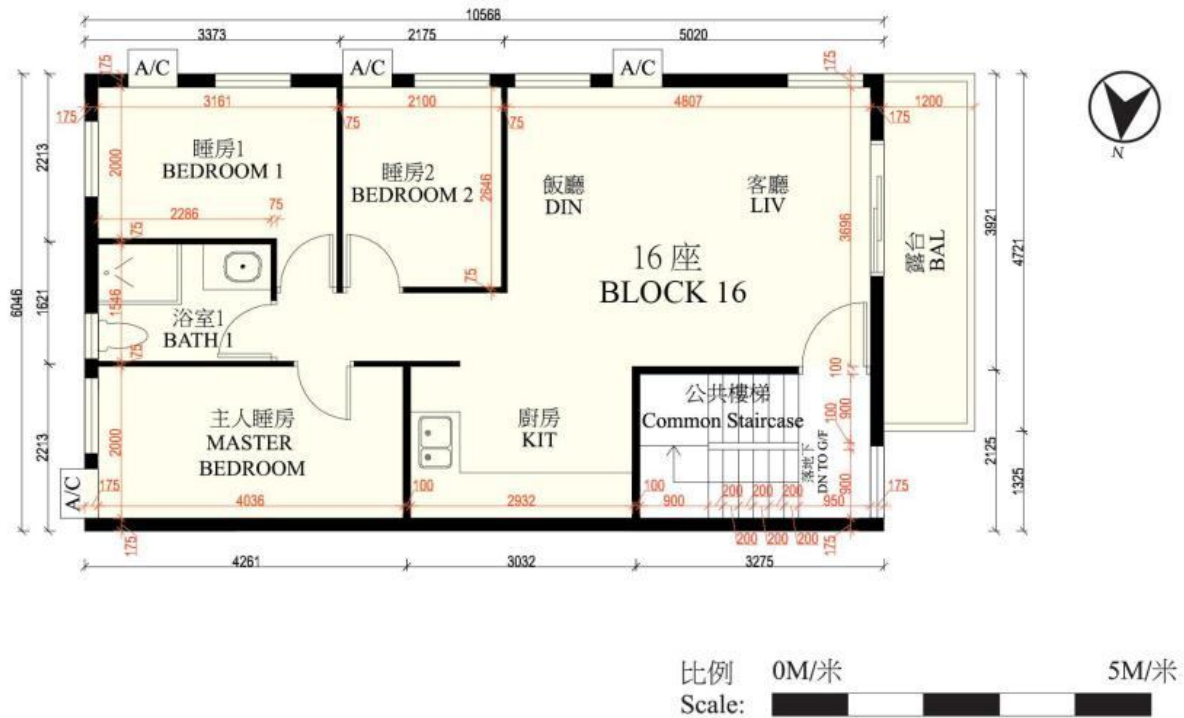 10568
3373
2175
5020
A/C
A/C
A/C
75
175
175
3161
2100
4807
175
1200
75
75
N
6046
2213
1621
2213
2000
睡房1
BEDROOM 1
睡房2
BEDROOM 2
2646
飯廳
DIN
客廳
LIV
3696
露台
BAL
3921
4721
2286
75
75
75
16 座
BLOCK 16
1546
浴室1
BATH 1
75
100
主人睡房
MASTER
BEDROOM
2000
廚房
KIT
公共樓梯
Common Staircase
100
900
900
落地下
DN TO G/F
2125
1325
A/C
175
4036
100
2932
100
900
200
200
200
950
175
200
200
200
175
175
4261
3032
3275
比例
Scale:
0M/米
5M/米